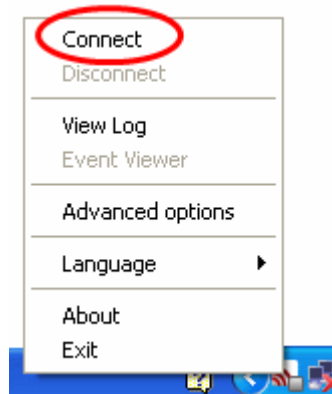 Connect
Disconnect
View Log
Event Viewer
Advanced options
Language
About
Exit